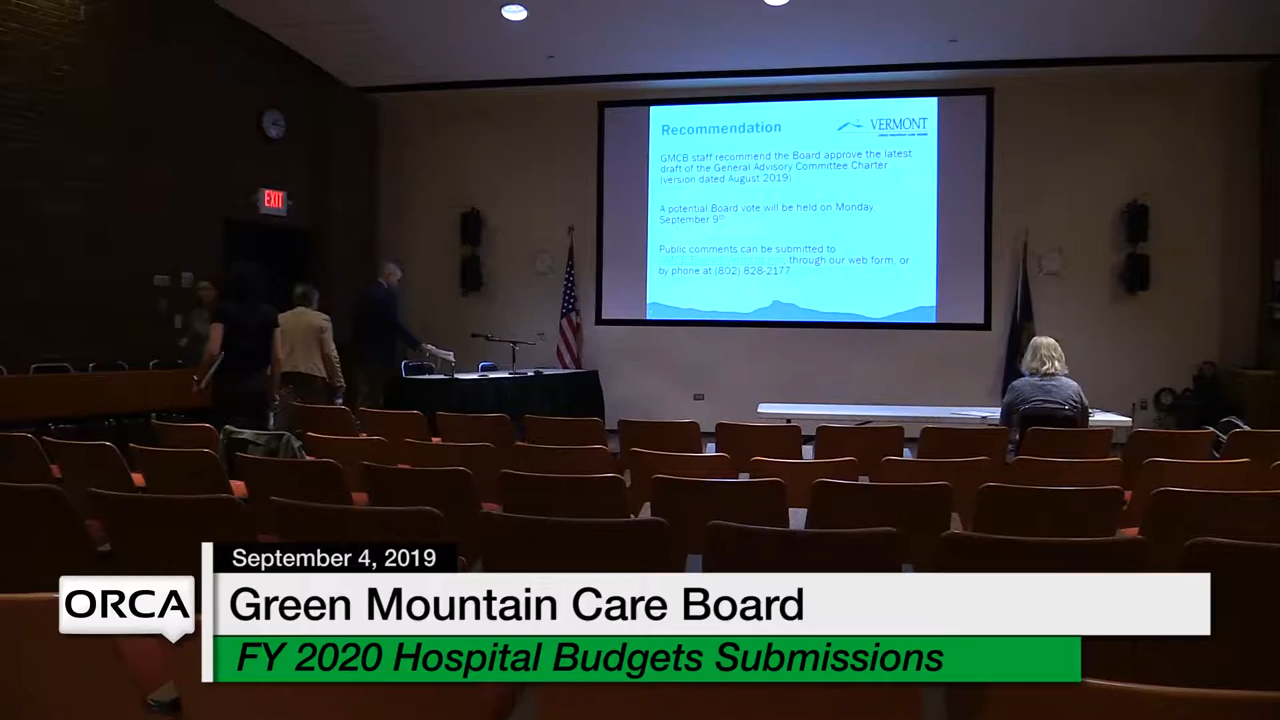 EXIT
Recommendation
VERMONT
GMCB staff recommend the Board approve the latest
draft of the General Advisory Committee Charter
(version dated August 2019).
A potential Board vote will be held on Monday,
September 9th
Public comments can be submitted to
through our web form, or
by phone at (802) 828-2177
September 4, 2019
ORCA
Green Mountain Care Board
FY 2020 Hospital Budgets Submissions